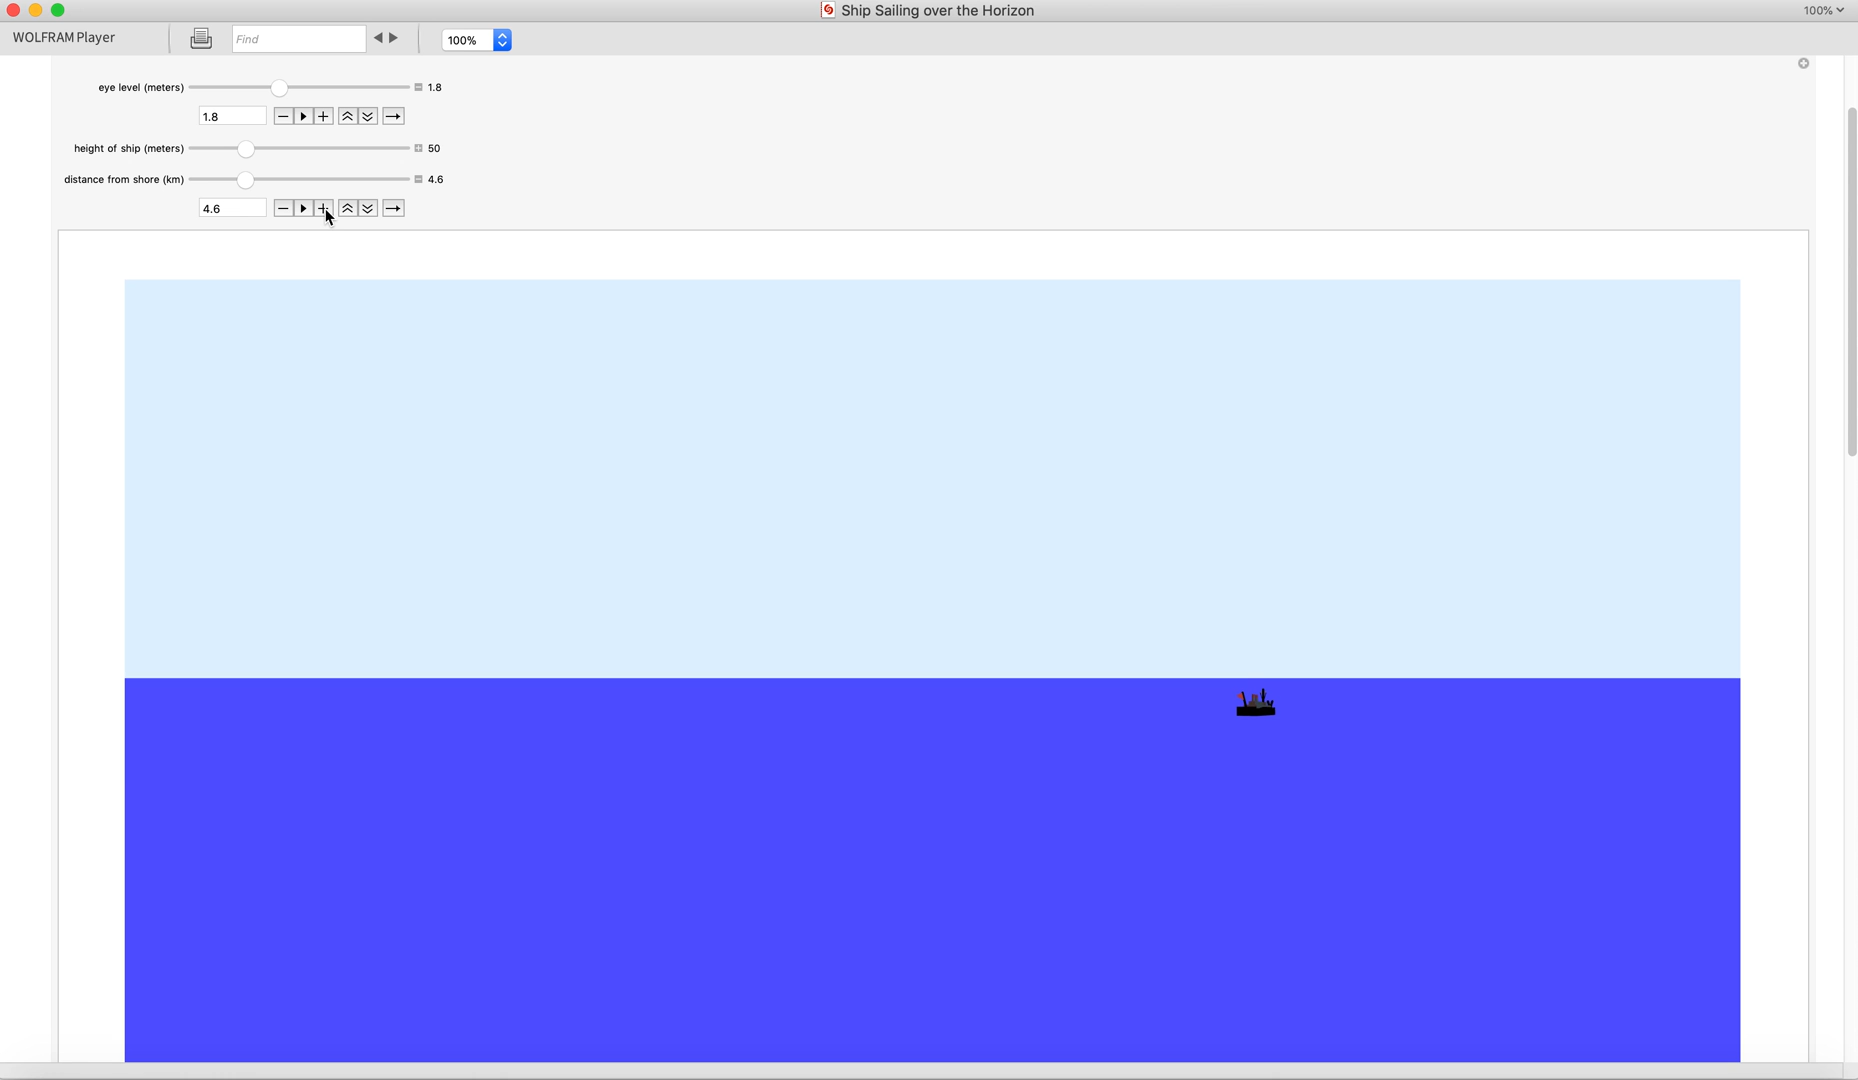 Ship Sailing over the Horizon
100%
WOLFRAM Player
Find
100%
eye level (meters) 1.8
1.8
height of ship (meters) 50
distance from shore (km) 4.6
4.6